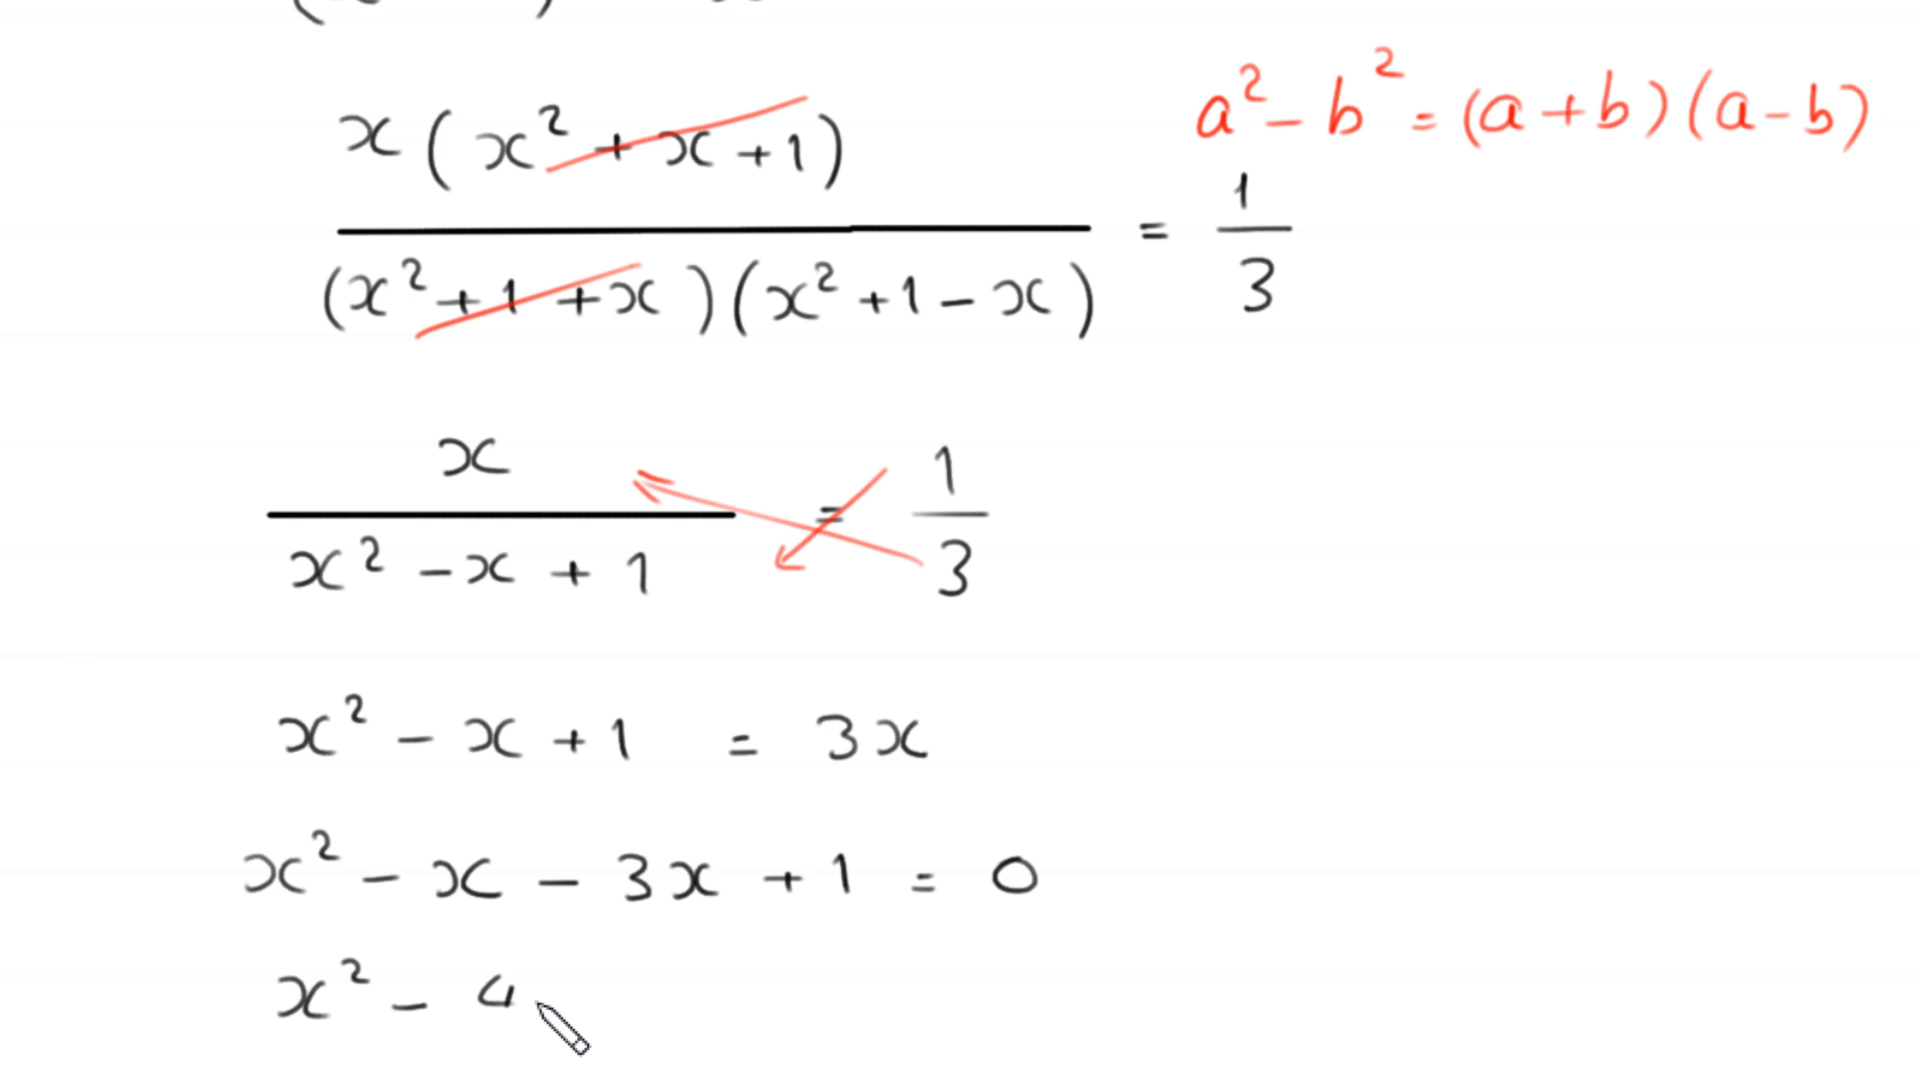 a² - b² = (a + b)(a - b)
x(x² + x + 1) / (x² + 1 + x)(x² + 1 - x) = 1/3
x / x² - x + 1 = 1/3
x² - x + 1 = 3x
x² - x - 3x + 1 = 0
x² - 4